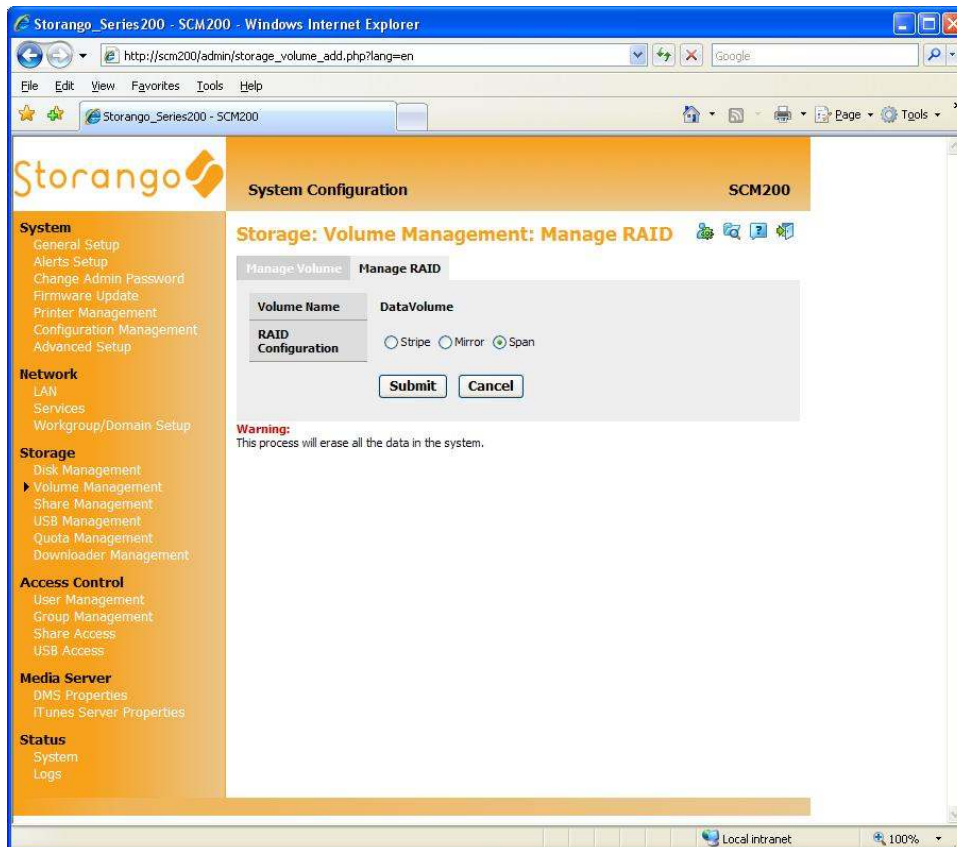 Storango_Series200 - SCM200 - Windows Internet Explorer
http://scm200/admin/storage_volume_add.php?lang=en
Google
File Edit View Favorites Tools Help
Storango_Series200 - SCM200
Page Tools
Storango
System Configuration
SCM200
System
General Setup
Alerts Setup
Change Admin Password
Firmware Update
Printer Management
Configuration Management
Advanced Setup
Network
LAN
Services
Workgroup/Domain Setup
Storage
Disk Management
Volume Management
Share Management
USB Management
Quota Management
Downloader Management
Access Control
User Management
Group Management
Share Access
USB Access
Media Server
DMS Properties
iTunes Server Properties
Status
System
Logs
Storage: Volume Management: Manage RAID
Manage Volume Manage RAID
Volume Name DataVolume
RAID
Configuration
Stripe Mirror Span
Submit Cancel
Warning:
This process will erase all the data in the system.
Local intranet
100%